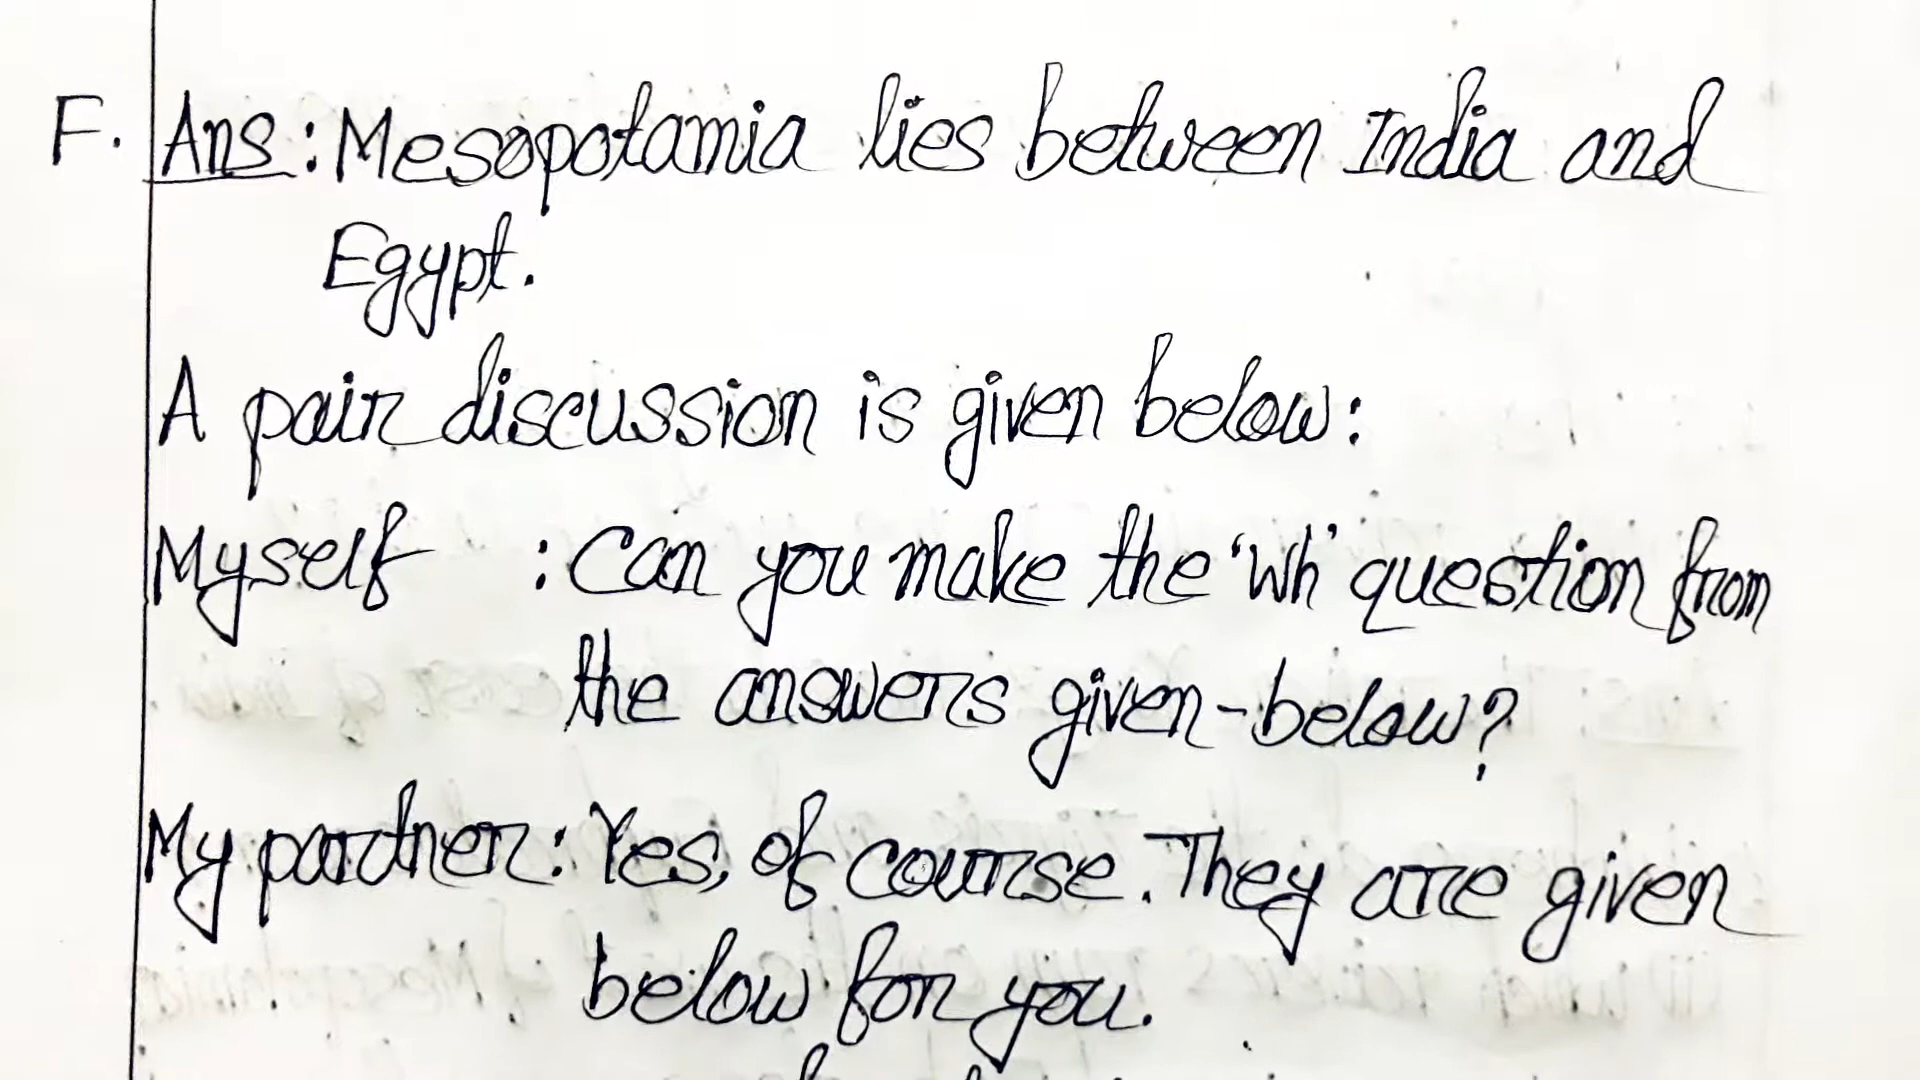 F. Ans: Mesopotamia lies between India and
Egypt.
A pair discussion is given below:
Myself : Can you make the 'Wh' question from
the answers given-below?
My partner: Yes, of course. They are given
below for you.